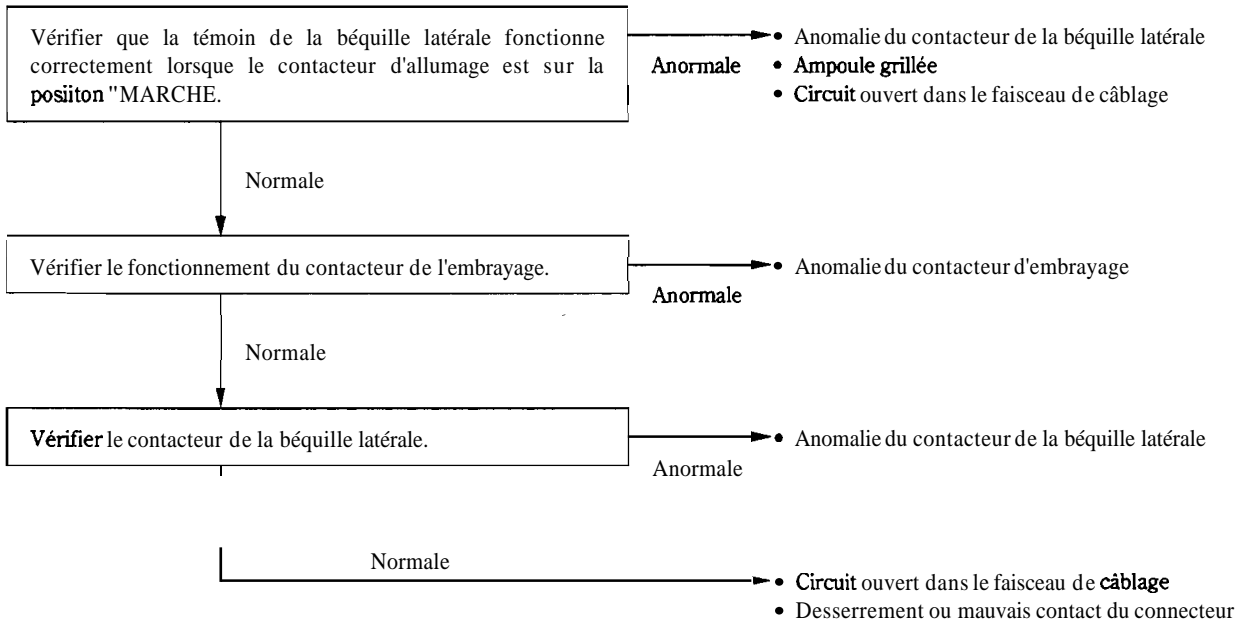 Vérifier que la témoin de la béquille latérale fonctionne
correctement lorsque le contacteur d'allumage est sur la
posiiton "MARCHE.
Anormale
• Anomalie du contacteur de la béquille latérale
• Ampoule grillée
• Circuit ouvert dans le faisceau de câblage
Normale
Vérifier le fonctionnement du contacteur de l'embrayage.
Anormale
• Anomalie du contacteur d'embrayage
Normale
Vérifier le contacteur de la béquille latérale.
Anormale
• Anomalie du contacteur de la béquille latérale
Normale
• Circuit ouvert dans le faisceau de câblage
• Desserrement ou mauvais contact du connecteur